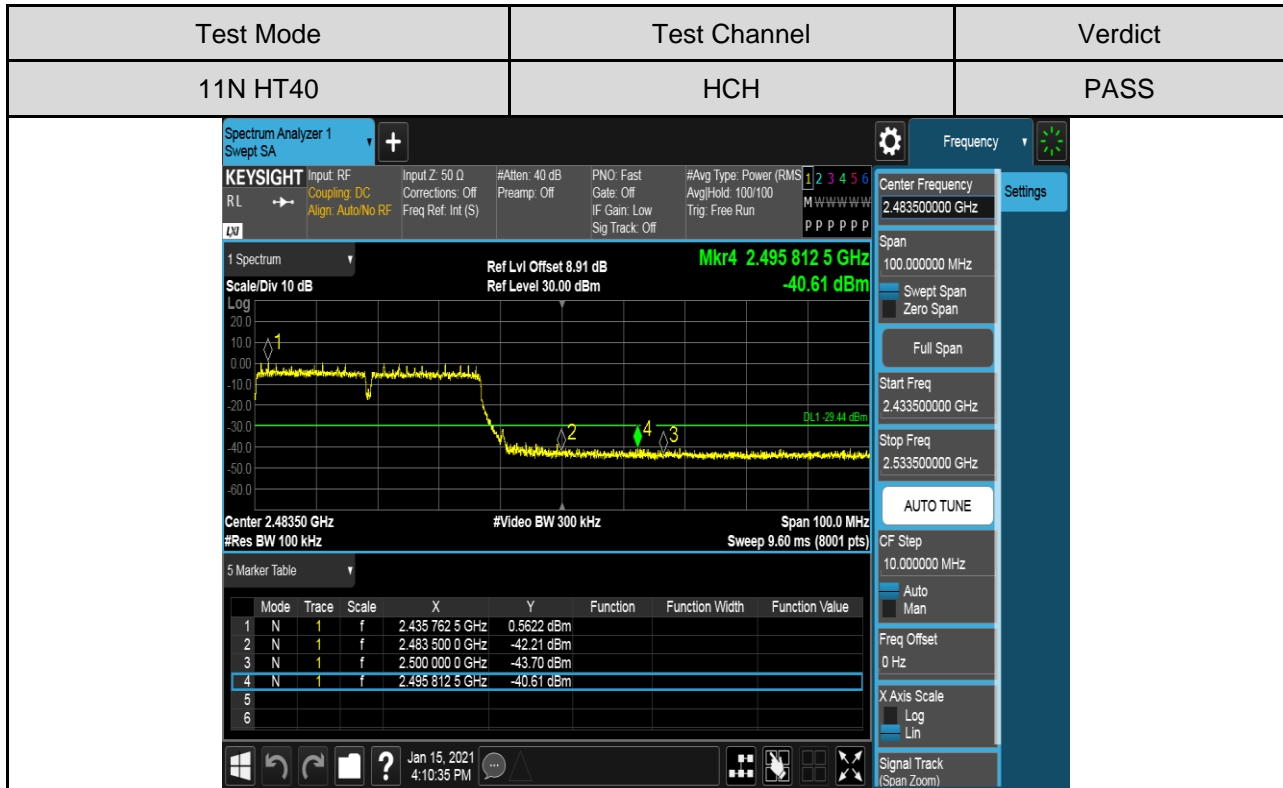 Test Mode Test Channel Verdict
11N HT40 HCH PASS
Spectrum Analyzer 1
Swept SA
+
Frequency
KEYSIGHT
RL
LXI
Input: RF
Coupling: DC
Align: Auto/No RF
Input Z: 50 Ω
Corrections: Off
Freq Ref: Int (S)
#Atten: 40 dB
Preamp: Off
PNO: Fast
Gate: Off
IF Gain: Low
Sig Track: Off
#Avg Type: Power (RMS
Avg|Hold: 100/100
Trig: Free Run
1 2 3 4 5 6
M W W W W W
P P P P P P
1 Spectrum
Scale/Div 10 dB
Ref Lvl Offset 8.91 dB
Ref Level 30.00 dBm
Mkr4 2.495 812 5 GHz
-40.61 dBm
Log
20.0
10.0
0.00
-10.0
-20.0
-30.0
-40.0
-50.0
-60.0
1
2
4
3
DL1 -29.44 dBm
Center 2.48350 GHz #Video BW 300 kHz Span 100.0 MHz
#Res BW 100 kHz Sweep 9.60 ms (8001 pts)
5 Marker Table
Mode Trace Scale X Y Function Function Width Function Value
1 N 1 f 2.435 762 5 GHz 0.5622 dBm
2 N 1 f 2.483 500 0 GHz -42.21 dBm
3 N 1 f 2.500 000 0 GHz -43.70 dBm
4 N 1 f 2.495 812 5 GHz -40.61 dBm
5
6
?
Jan 15, 2021
4:10:35 PM
Center Frequency
2.483500000 GHz
Settings
Span
100.000000 MHz
Swept Span
Zero Span
Full Span
Start Freq
2.433500000 GHz
Stop Freq
2.533500000 GHz
AUTO TUNE
CF Step
10.000000 MHz
Auto
Man
Freq Offset
0 Hz
X Axis Scale
Log
Lin
Signal Track
(Span Zoom)